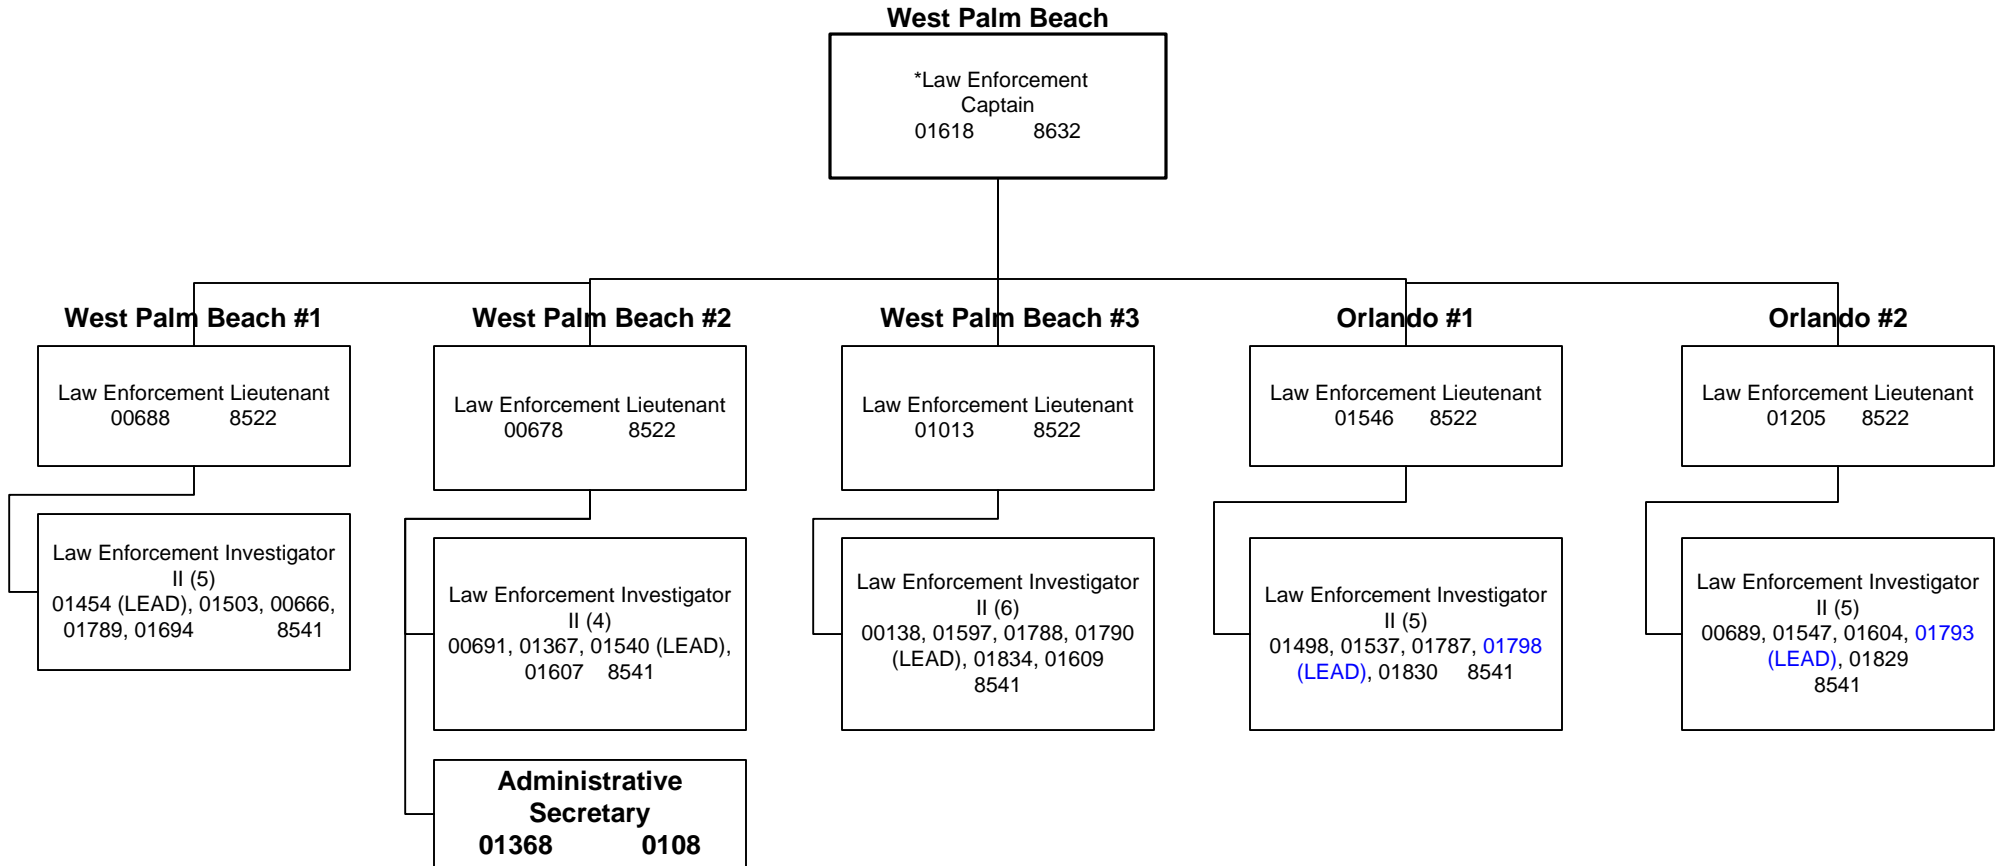 West Palm Beach
*Law Enforcement
Captain
01618 8632
West Palm Beach #1
Law Enforcement Lieutenant
00688 8522
Law Enforcement Investigator
II (5)
01454 (LEAD), 01503, 00666,
01789, 01694 8541
West Palm Beach #2
Law Enforcement Lieutenant
00678 8522
Law Enforcement Investigator
II (4)
00691, 01367, 01540 (LEAD),
01607 8541
Administrative
Secretary
01368 0108
West Palm Beach #3
Law Enforcement Lieutenant
01013 8522
Law Enforcement Investigator
II (6)
00138, 01597, 01788, 01790
(LEAD), 01834, 01609
8541
Orlando #1
Law Enforcement Lieutenant
01546 8522
Law Enforcement Investigator
II (5)
01498, 01537, 01787, 01798
(LEAD), 01830 8541
Orlando #2
Law Enforcement Lieutenant
01205 8522
Law Enforcement Investigator
II (5)
00689, 01547, 01604, 01793
(LEAD), 01829
8541